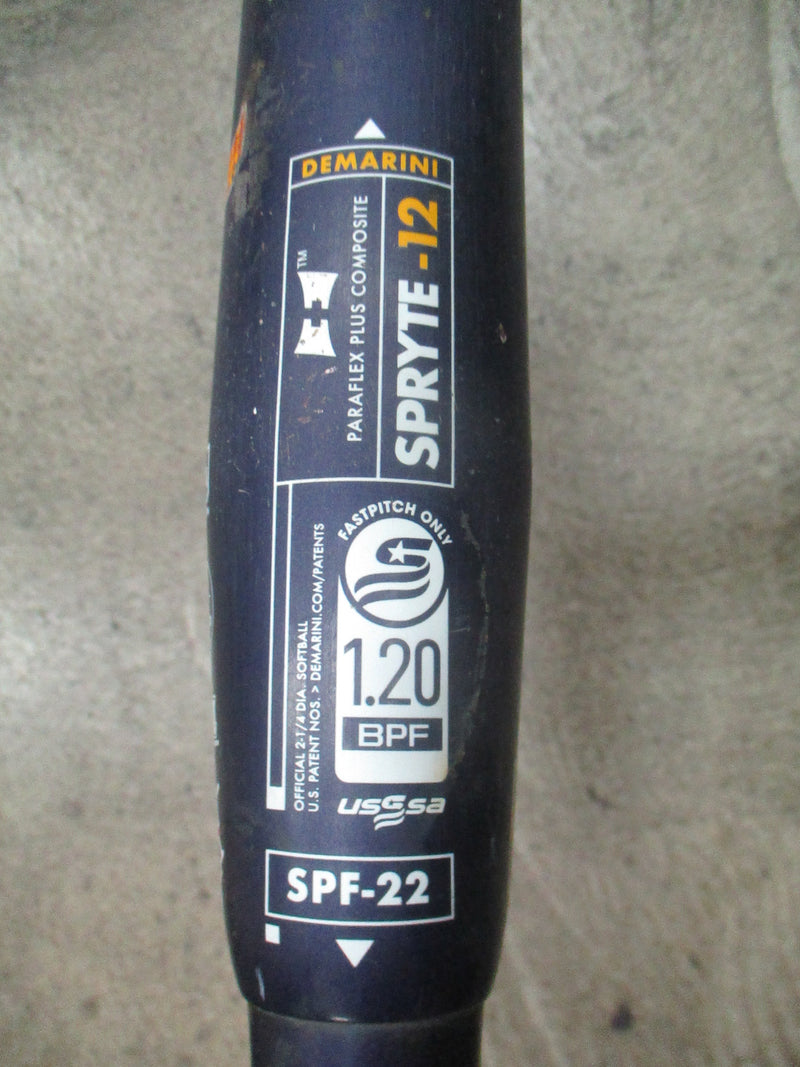 DEMARINI
™
PARAFLEX PLUS COMPOSITE
SPRYTE -12
FASTPITCH ONLY
1.20
BPF
usssa
OFFICIAL 2-1/4 DIA. SOFTBALL
U.S. PATENT NOS. > DEMARINI.COM/PATENTS
SPF-22